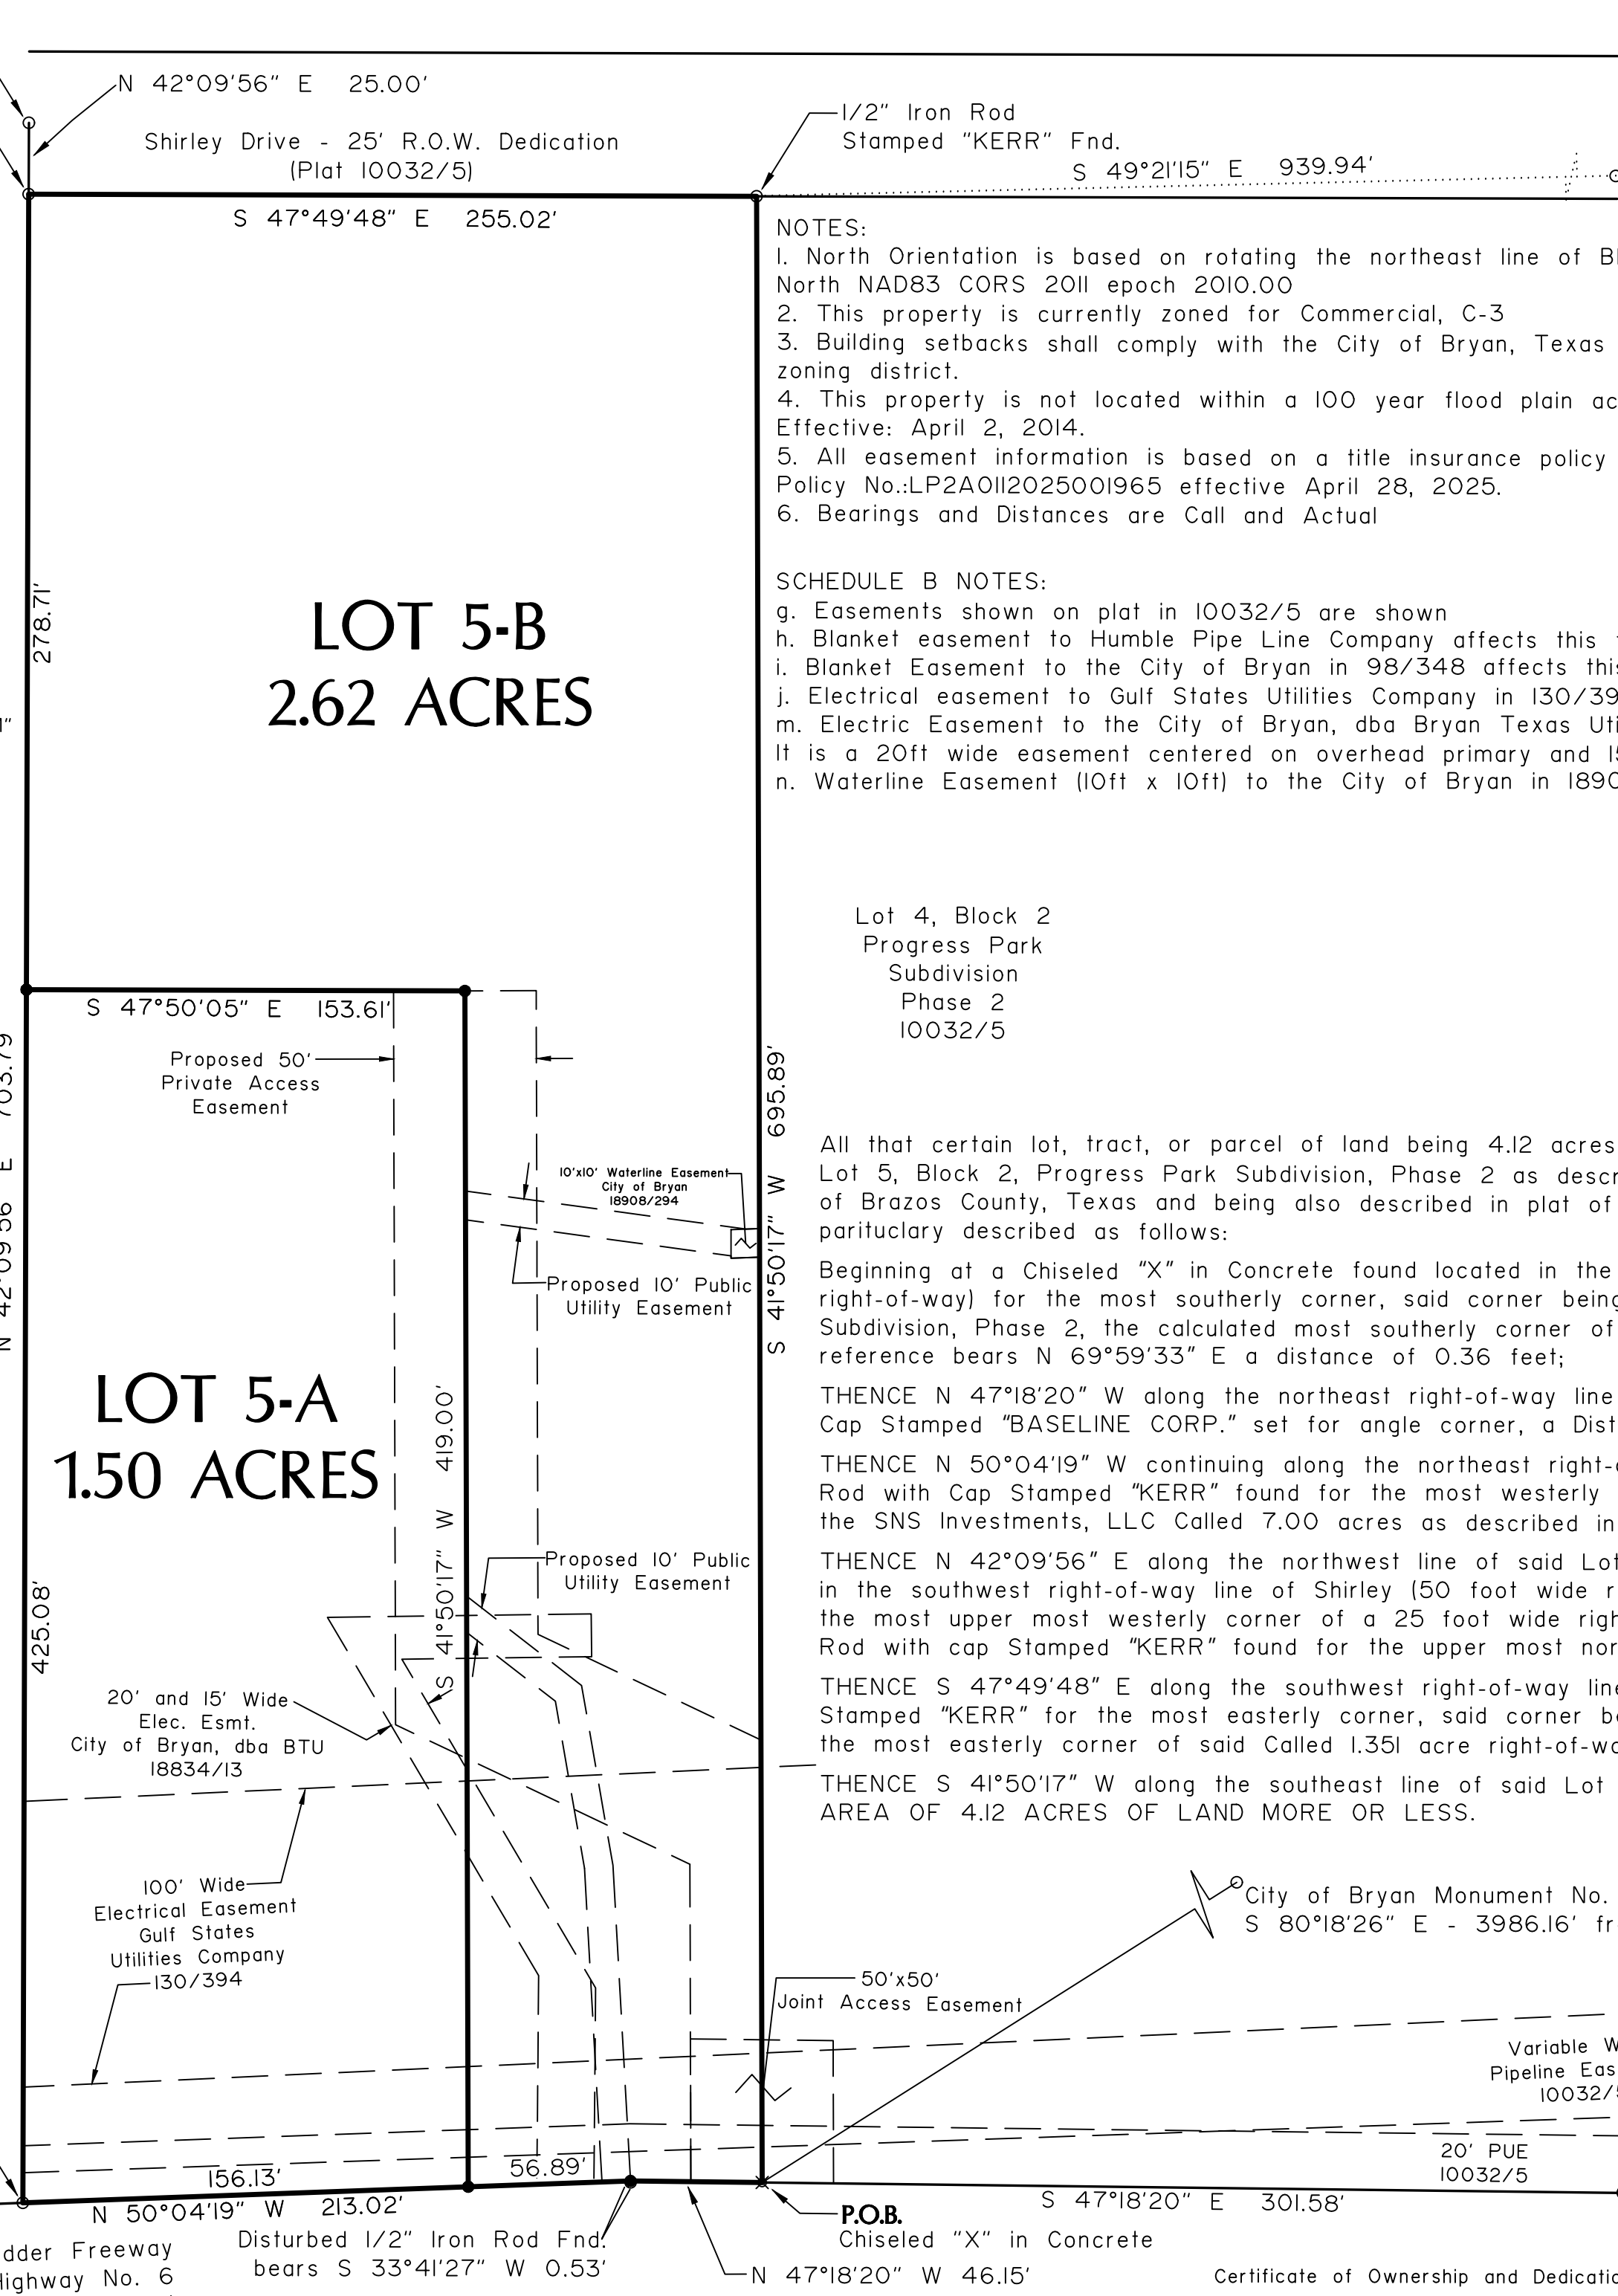 N 42°09'56" E 25.00'
Shirley Drive - 25' R.O.W. Dedication
(Plat 10032/5)
S 47°49'48" E 255.02'
1/2" Iron Rod
Stamped "KERR" Fnd.
S 49°21'15" E 939.94'
NOTES:
1. North Orientation is based on rotating the northeast line of
North NAD83 CORS 2011 epoch 2010.00
2. This property is currently zoned for Commercial, C-3
3. Building setbacks shall comply with the City of Bryan, Texas
zoning district.
4. This property is not located within a 100 year flood plain
Effective: April 2, 2014.
5. All easement information is based on a title insurance policy
Policy No.:LP2A0112025001965 effective April 28, 2025.
6. Bearings and Distances are Call and Actual
SCHEDULE B NOTES:
g. Easements shown on plat in 10032/5 are shown
h. Blanket easement to Humble Pipe Line Company affects this
i. Blanket Easement to the City of Bryan in 98/348 affects this
j. Electrical easement to Gulf States Utilities Company in 130/39
m. Electric Easement to the City of Bryan, dba Bryan Texas
It is a 20ft wide easement centered on overhead primary and
n. Waterline Easement (10ft x 10ft) to the City of Bryan in 1890
278.71'
LOT 5-B
2.62 ACRES
Lot 4, Block 2
Progress Park
Subdivision
Phase 2
10032/5
S 47°50'05" E 153.61'
Proposed 50'
Private Access
Easement
N 42°09'56" E 703.79
S 41°50'17" W 695.89'
10'x10' Waterline Easement
City of Bryan
18908/294
Proposed 10' Public
Utility Easement
LOT 5-A
1.50 ACRES
S 41°50'17" W 419.00'
425.08'
Proposed 10' Public
Utility Easement
20' and 15' Wide
Elec. Esmt.
City of Bryan, dba BTU
18834/13
100' Wide
Electrical Easement
Gulf States
Utilities Company
130/394
All that certain lot, tract, or parcel of land being 4.12 acres
Lot 5, Block 2, Progress Park Subdivision, Phase 2 as
of Brazos County, Texas and being also described in plat of
parituclary described as follows:
Beginning at a Chiseled "X" in Concrete found located in the
right-of-way) for the most southerly corner, said corner being
Subdivision, Phase 2, the calculated most southerly corner of
reference bears N 69°59'33" E a distance of 0.36 feet;
THENCE N 47°18'20" W along the northeast right-of-way line
Cap Stamped "BASELINE CORP." set for angle corner, a
THENCE N 50°04'19" W continuing along the northeast right-
Rod with Cap Stamped "KERR" found for the most westerly
the SNS Investments, LLC Called 7.00 acres as described in
THENCE N 42°09'56" E along the northwest line of said Lot
in the southwest right-of-way line of Shirley (50 foot wide
the most upper most westerly corner of a 25 foot wide
Rod with cap Stamped "KERR" found for the upper most
THENCE S 47°49'48" E along the southwest right-of-way line
Stamped "KERR" for the most easterly corner, said corner
the most easterly corner of said Called 1.351 acre
THENCE S 41°50'17" W along the southeast line of said Lot
AREA OF 4.12 ACRES OF LAND MORE OR LESS.
City of Bryan Monument No.
S 80°18'26" E - 3986.16' fr
50'x50'
Joint Access Easement
Variable W
Pipeline Eas
10032/5
20' PUE
10032/5
156.13'
56.89'
N 50°04'19" W 213.02'
S 47°18'20" E 301.58'
P.O.B.
Chiseled "X" in Concrete
Disturbed 1/2" Iron Rod Fnd.
bears S 33°41'27" W 0.53'
N 47°18'20" W 46.15'
dder Freeway
Highway No. 6
Certificate of Ownership and